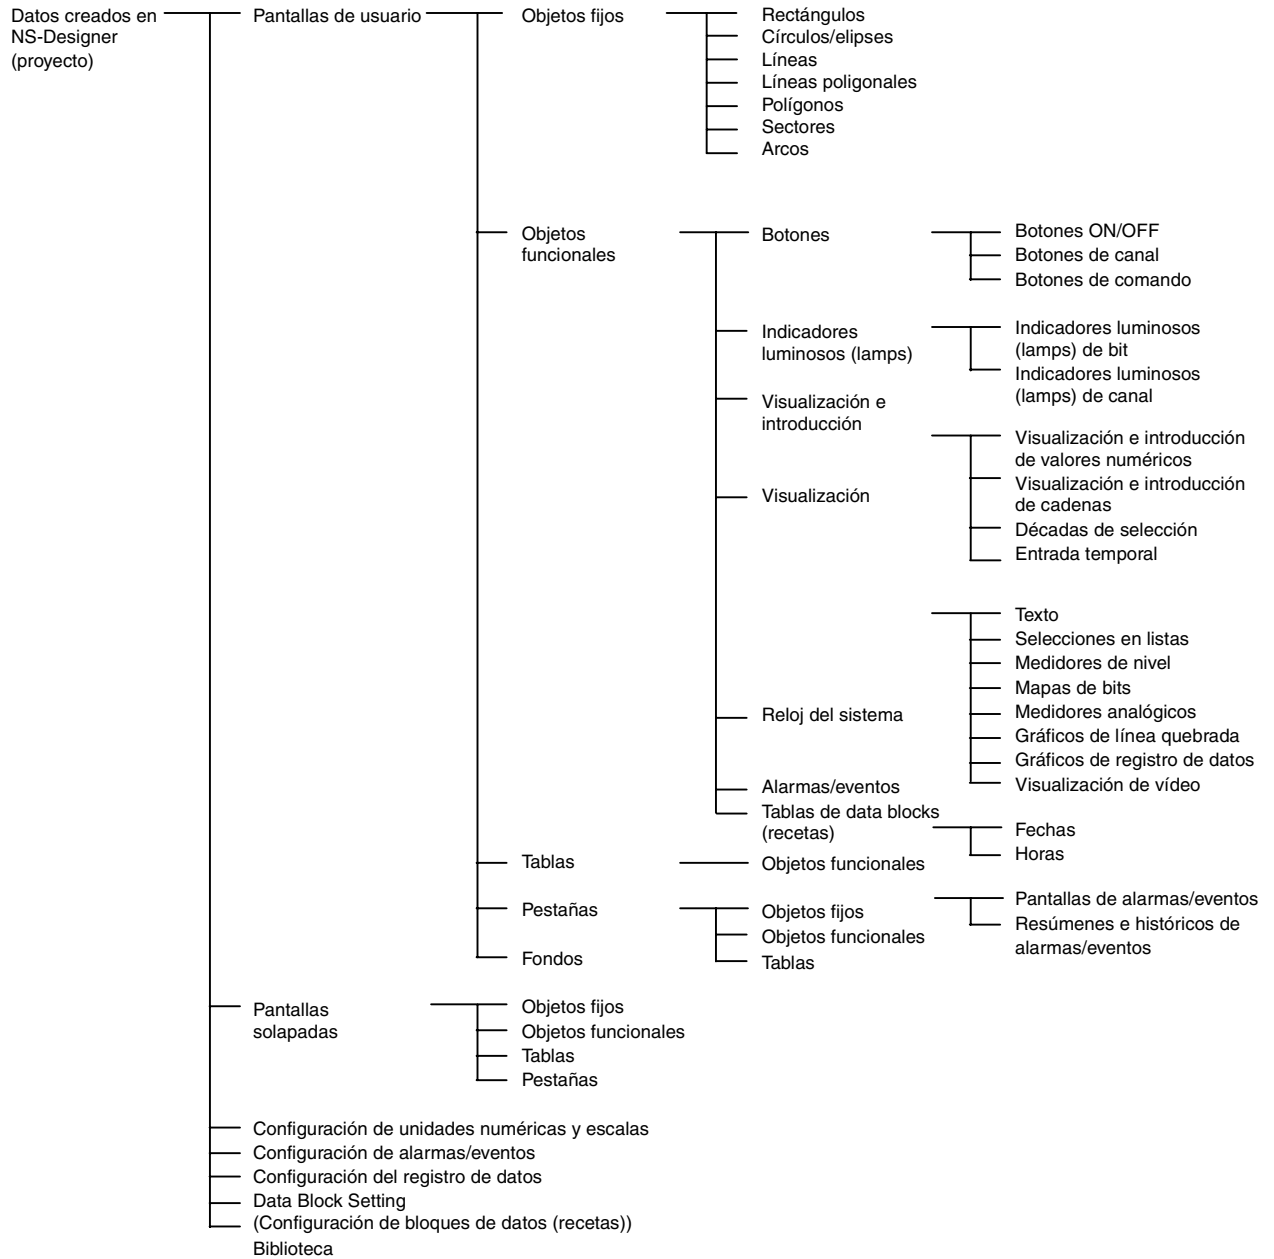 Datos creados en
NS-Designer
(proyecto)
Pantallas de usuario
Objetos fijos
Rectángulos
Círculos/elipses
Líneas
Líneas poligonales
Polígonos
Sectores
Arcos
Objetos
funcionales
Botones
Botones ON/OFF
Botones de canal
Botones de comando
Indicadores
luminosos (lamps)
Indicadores luminosos
(lamps) de bit
Indicadores luminosos
(lamps) de canal
Visualización e
introducción
Visualización e introducción
de valores numéricos
Visualización e introducción
de cadenas
Décadas de selección
Entrada temporal
Visualización
Texto
Selecciones en listas
Medidores de nivel
Mapas de bits
Medidores analógicos
Gráficos de línea quebrada
Gráficos de registro de datos
Visualización de vídeo
Reloj del sistema
Fechas
Horas
Alarmas/eventos
Pantallas de alarmas/eventos
Resúmenes e históricos de
alarmas/eventos
Tablas de data blocks
(recetas)
Tablas
Objetos funcionales
Pestañas
Objetos fijos
Objetos funcionales
Tablas
Fondos
Pantallas
solapadas
Objetos fijos
Objetos funcionales
Tablas
Pestañas
Configuración de unidades numéricas y escalas
Configuración de alarmas/eventos
Configuración del registro de datos
Data Block Setting
(Configuración de bloques de datos (recetas))
Biblioteca